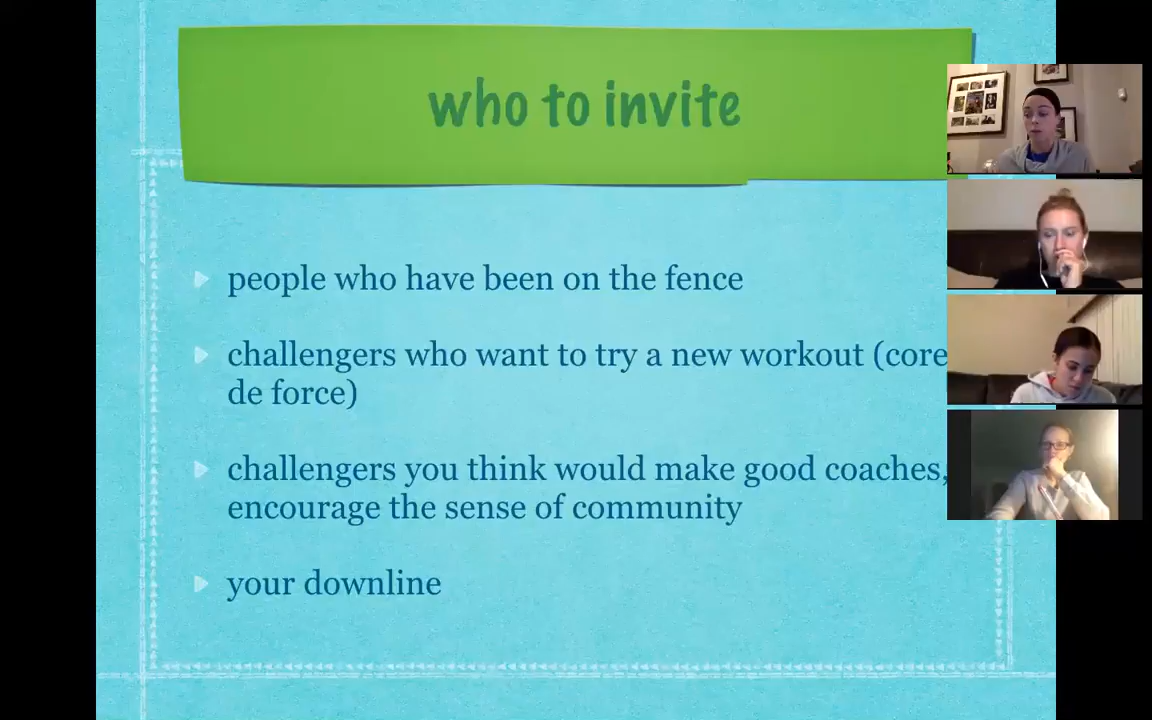 who to invite
people who have been on the fence
challengers who want to try a new workout (core
de force)
challengers you think would make good coaches,
encourage the sense of community
your downline